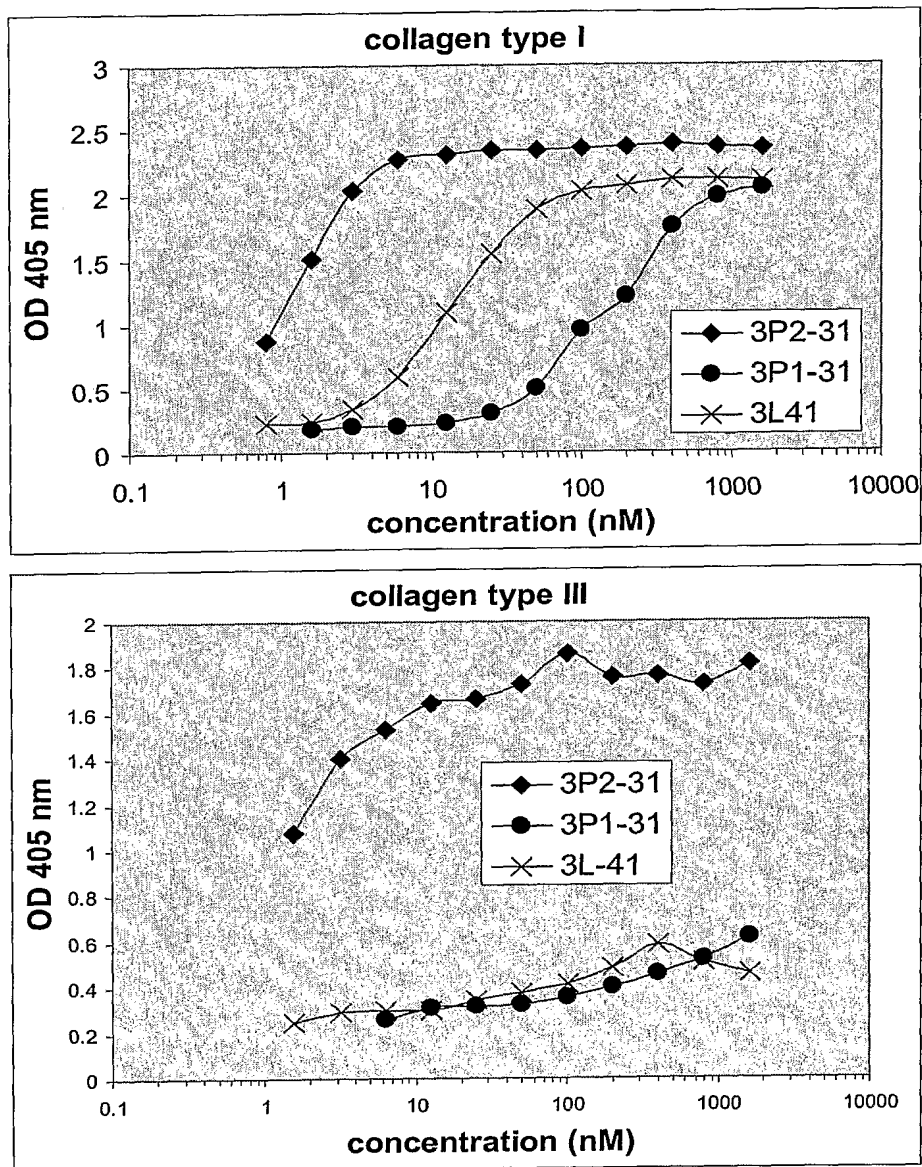 collagen type I
3
2.5
2
1.5
1
0.5
0
OD 405 nm
3P2-31
3P1-31
3L41
0.1 1 10 100 1000 10000
concentration (nM)
collagen type III
2
1.8
1.6
1.4
1.2
1
0.8
0.6
0.4
0.2
0
OD 405 nm
3P2-31
3P1-31
3L-41
0.1 1 10 100 1000 10000
concentration (nM)